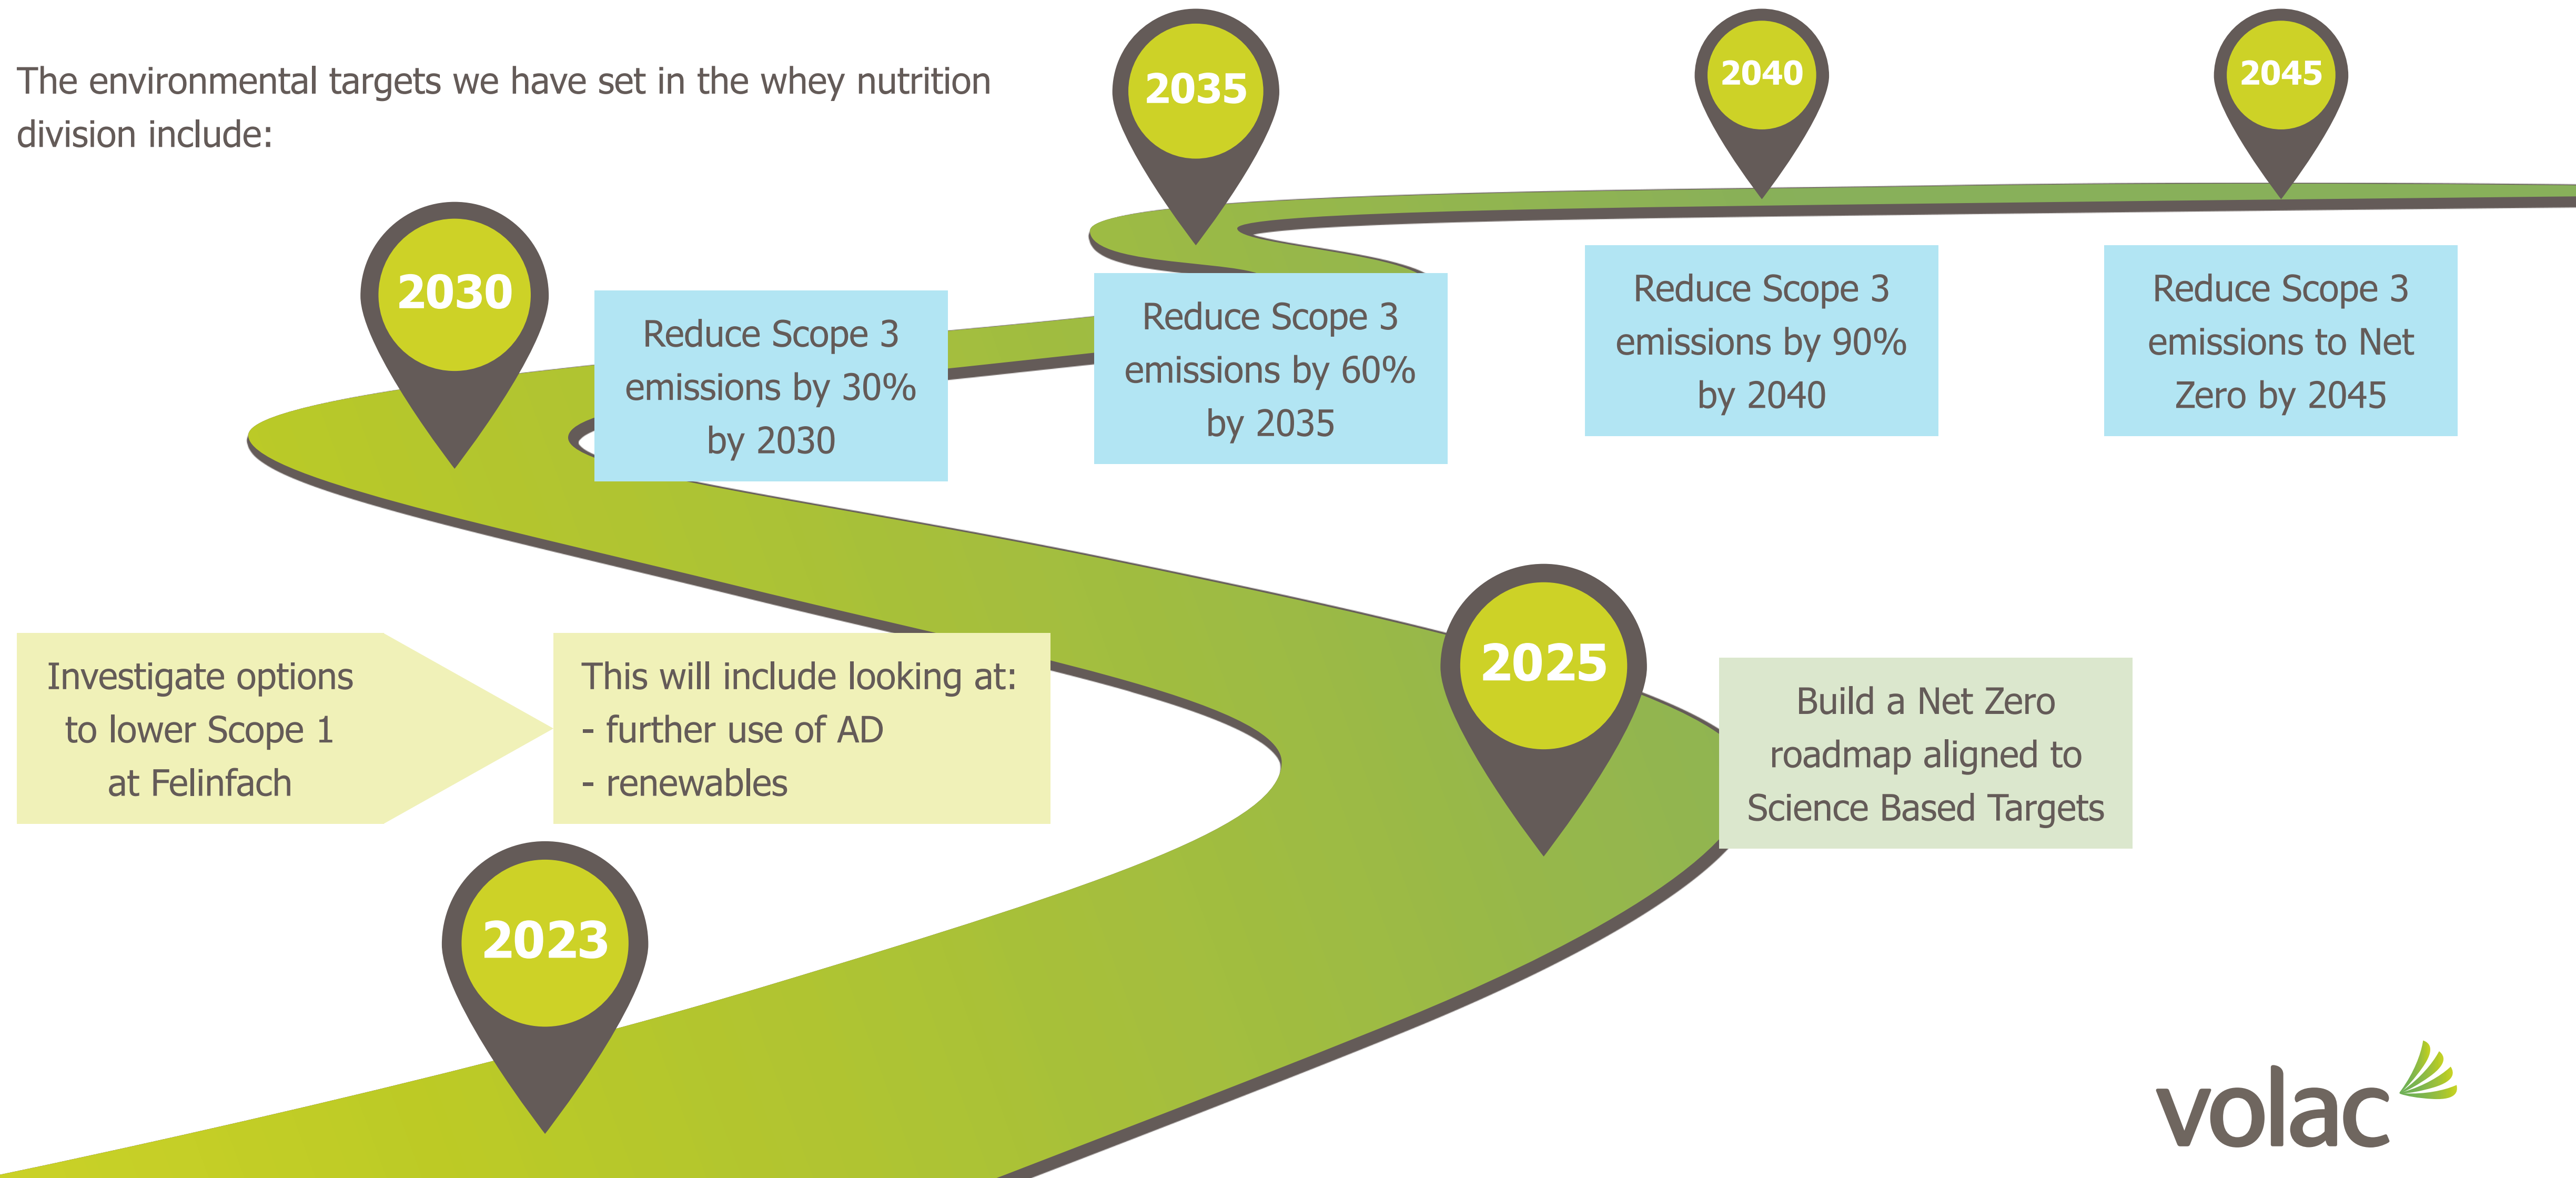 The environmental targets we have set in the whey nutrition
division include:
2035
2040
2045
2030
Reduce Scope 3
emissions by 30%
by 2030
Reduce Scope 3
emissions by 60%
by 2035
Reduce Scope 3
emissions by 90%
by 2040
Reduce Scope 3
emissions to Net
Zero by 2045
Investigate options
to lower Scope 1
at Felinfach
This will include looking at:
- further use of AD
- renewables
2025
Build a Net Zero
roadmap aligned to
Science Based Targets
2023
volac